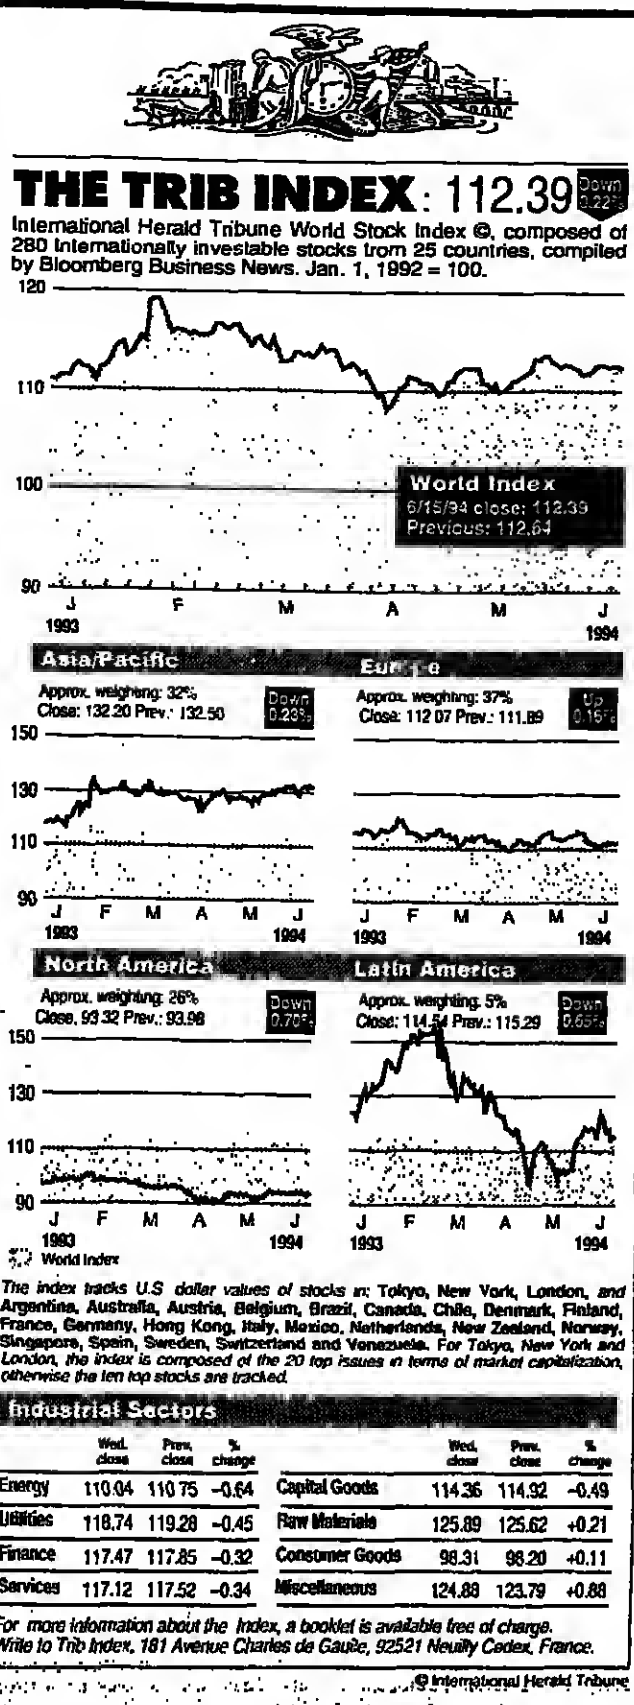 THE TRIB INDEX: 112.39 Down 0.22%
International Herald Tribune World Stock Index ©, composed of
280 Internationally investable stocks from 25 countries, compiled
by Bloomberg Business News. Jan. 1, 1992 = 100.
120
110
100
90
World Index
6/15/94 close: 112.39
Previous: 112.64
J F M A M J
1993 1994
Asia/Pacific
Approx. weighting: 32%
Close: 132.20 Prev.: 132.50
Down
0.23%
150
130
110
90
J F M A M J
1993 1994
Europe
Approx. weighting: 37%
Close: 112.07 Prev.: 111.89
Up
0.16%
J F M A M J
1993 1994
North America
Approx. weighting: 26%
Close. 93.32 Prev.: 93.98
Down
0.70%
150
130
110
90
J F M A M J
1993 1994
World Index
Latin America
Approx. weighting: 5%
Close: 114.54 Prev.: 115.29
Down
0.65%
J F M A M J
1993 1994
The index tracks U.S dollar values of stocks in: Tokyo, New York, London, and
Argentina, Australia, Austria, Belgium, Brazil, Canada, Chile, Denmark, Finland,
France, Germany, Hong Kong, Italy, Mexico, Netherlands, New Zealand, Norway,
Singapore, Spain, Sweden, Switzerland and Venezuela. For Tokyo, New York and
London, the index is composed of the 20 top issues in terms of market capitalization,
otherwise the ten top stocks are tracked.
Industrial Sectors
Wed. close Prev. close % change Wed. close Prev. close % change
Energy 110.04 110.75 –0.64 Capital Goods 114.36 114.92 –0.49
Utilities 118.74 119.28 –0.45 Raw Materials 125.89 125.62 +0.21
Finance 117.47 117.85 –0.32 Consumer Goods 98.31 98.20 +0.11
Services 117.12 117.52 –0.34 Miscellaneous 124.88 123.79 +0.88
For more information about the Index, a booklet is available free of charge.
Write to Trib Index, 181 Avenue Charles de Gaulle, 92521 Neuilly Cedex, France.
© International Herald Tribune